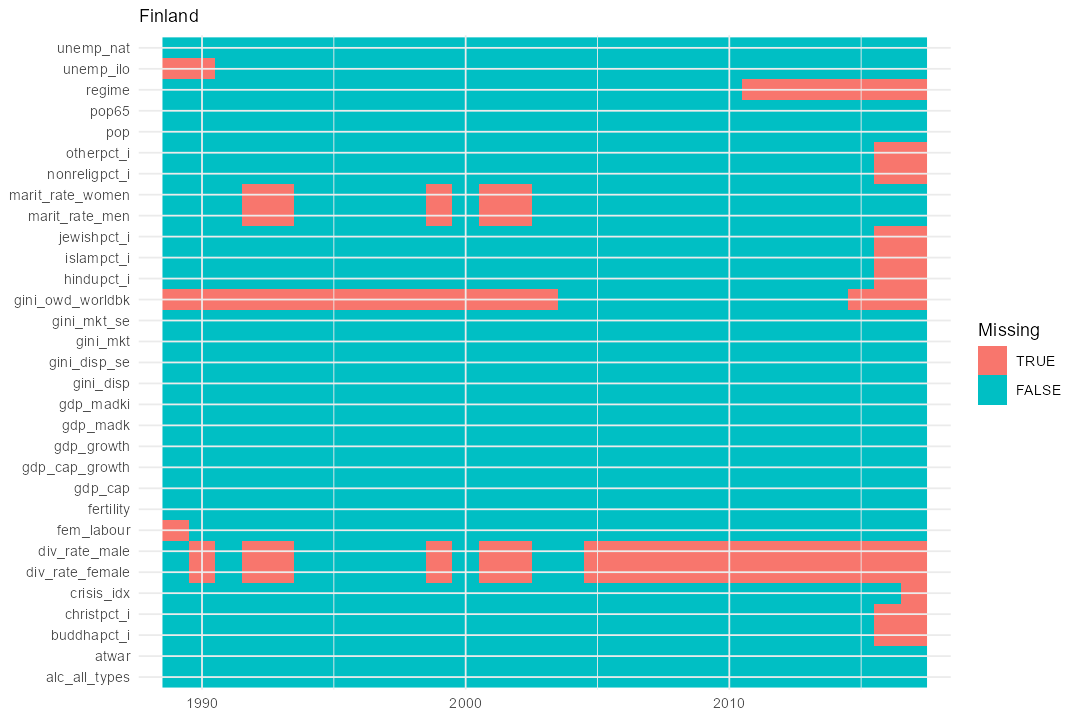 Finland
unemp_nat
unemp_ilo
regime
pop65
pop
otherpct_i
nonreligpct_i
marit_rate_women
marit_rate_men
jewishpct_i
islampct_i
hindupct_i
gini_owd_worldbk
gini_mkt_se
gini_mkt
gini_disp_se
gini_disp
gdp_madki
gdp_madk
gdp_growth
gdp_cap_growth
gdp_cap
fertility
fem_labour
div_rate_male
div_rate_female
crisis_idx
christpct_i
buddhapct_i
atwar
alc_all_types
1990 2000 2010
Missing
TRUE
FALSE